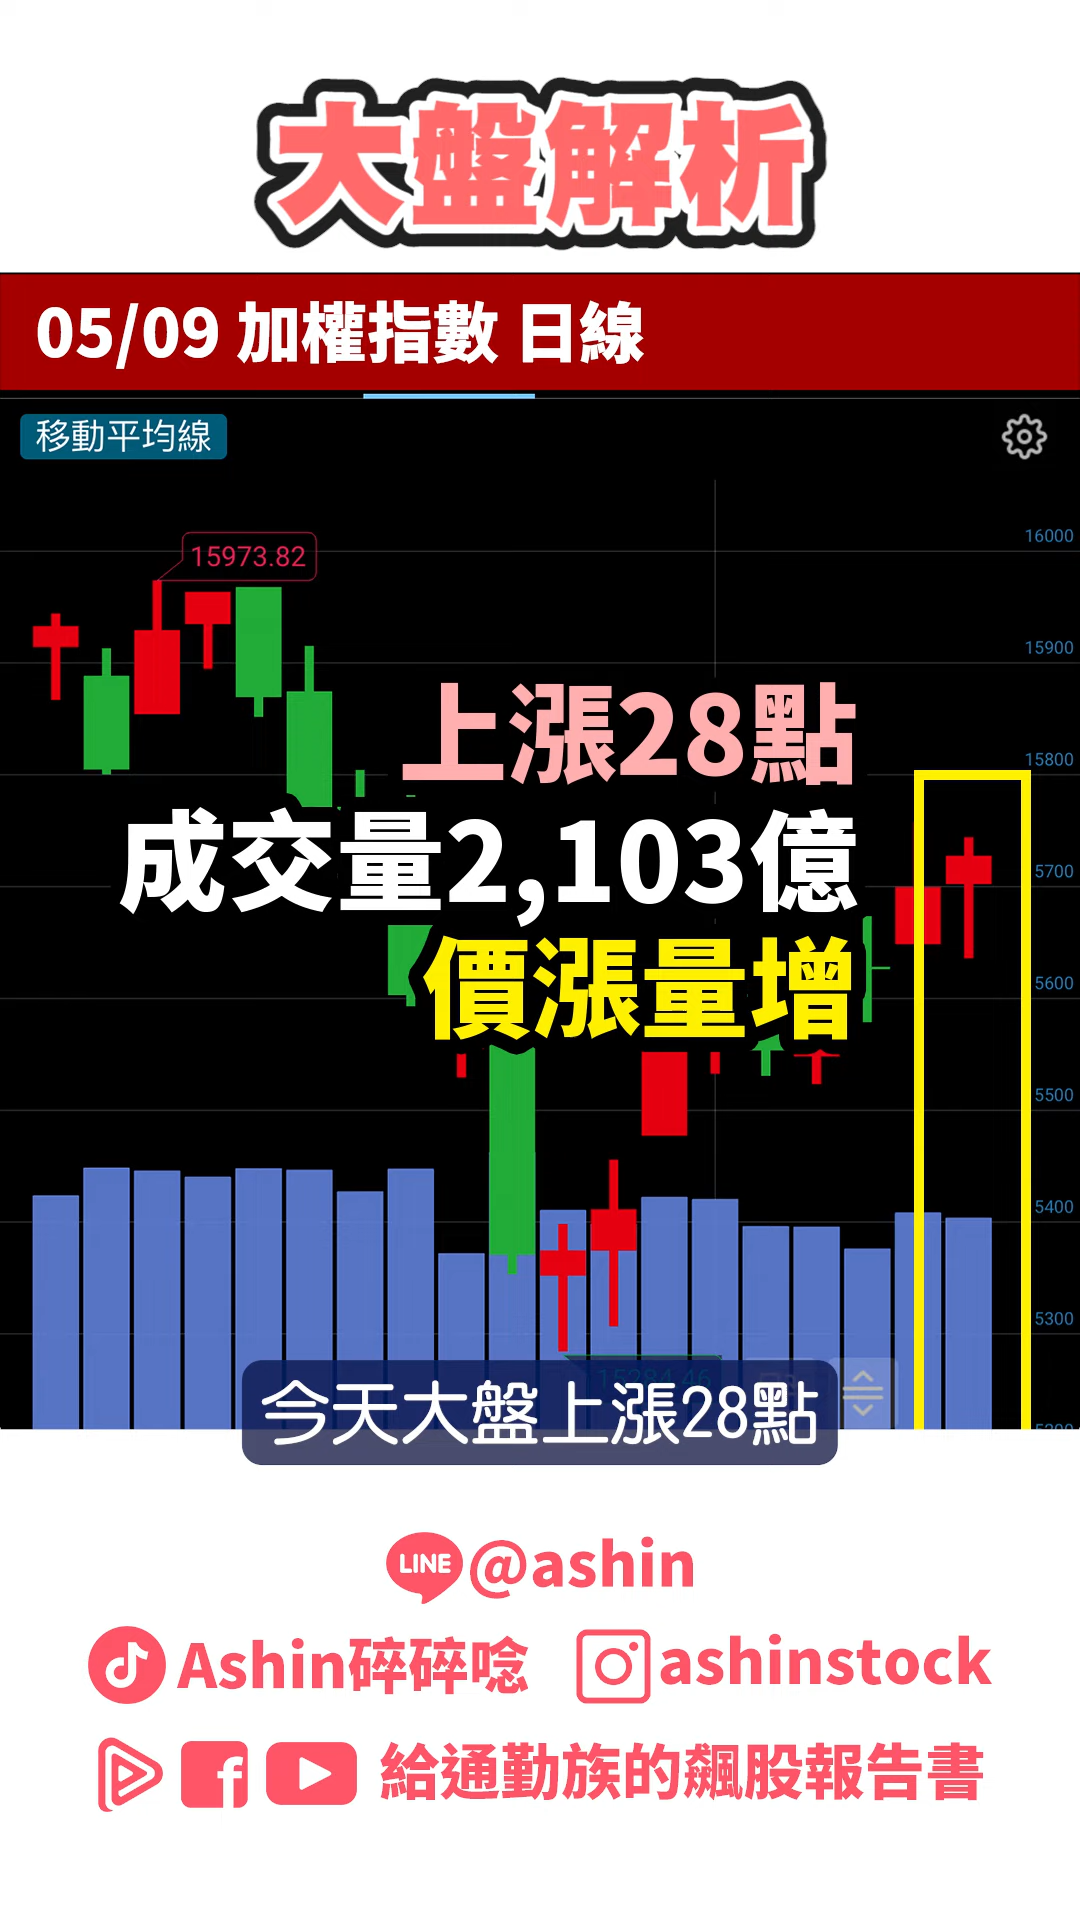 大盤解析
05/09 加權指數 日線
移動平均線
15973.82
16000
15900
15800
5700
5600
5500
5400
5300
上漲28點
成交量2,103億
價漲量增
今天大盤上漲28點
LINE @ashin
Ashin碎碎唸 ashinstock
給通勤族的飆股報告書